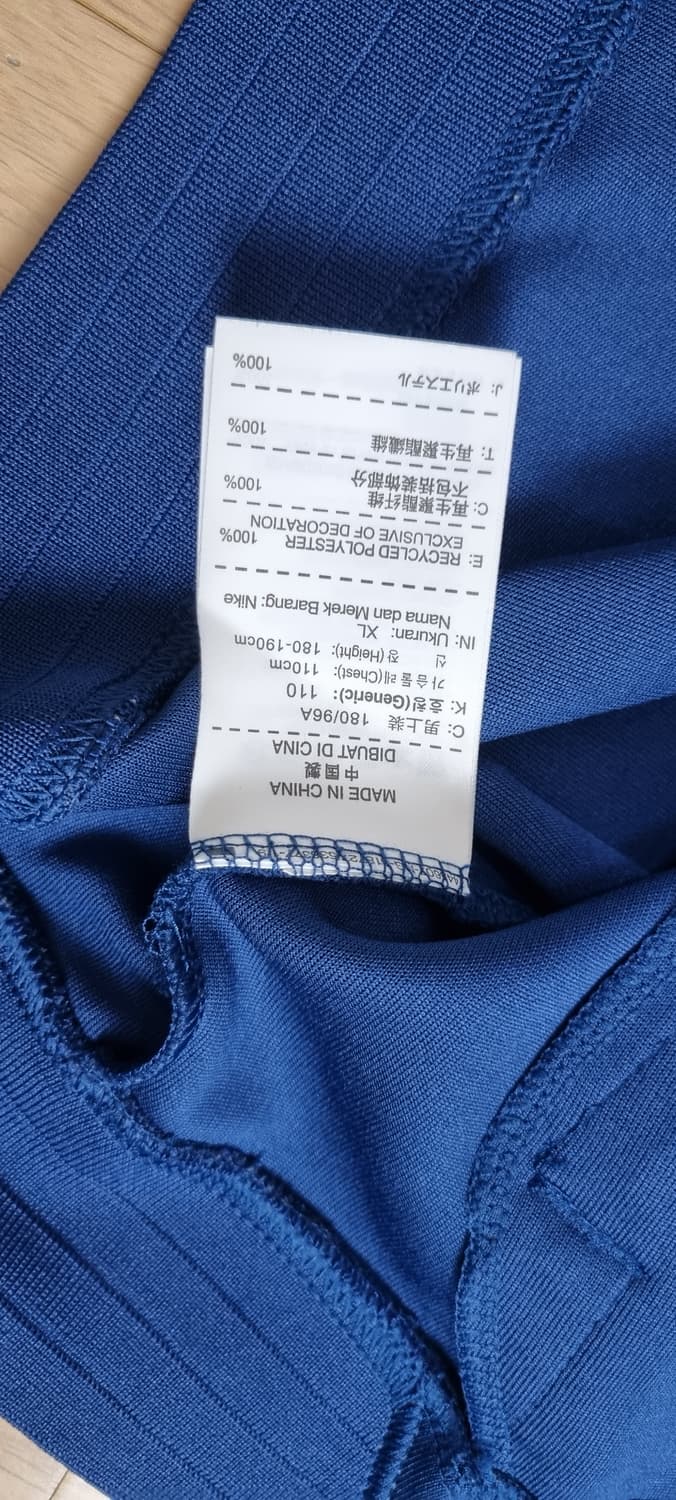 MADE IN CHINA
中国製
DIBUAT DI CINA
C: 男上装 180/96A
K: 호칭(Generic): 110
가슴둘레(Chest): 110cm
신 장(Height): 180-190cm
IN: Ukuran: XL
Nama dan Merek Barang: Nike
E: RECYCLED POLYESTER 100%
EXCLUSIVE OF DECORATION
C: 再生聚酯纤维 100%
不包括装饰部分
T: 再生聚酯纖維 100%
J: ポリエステル 100%